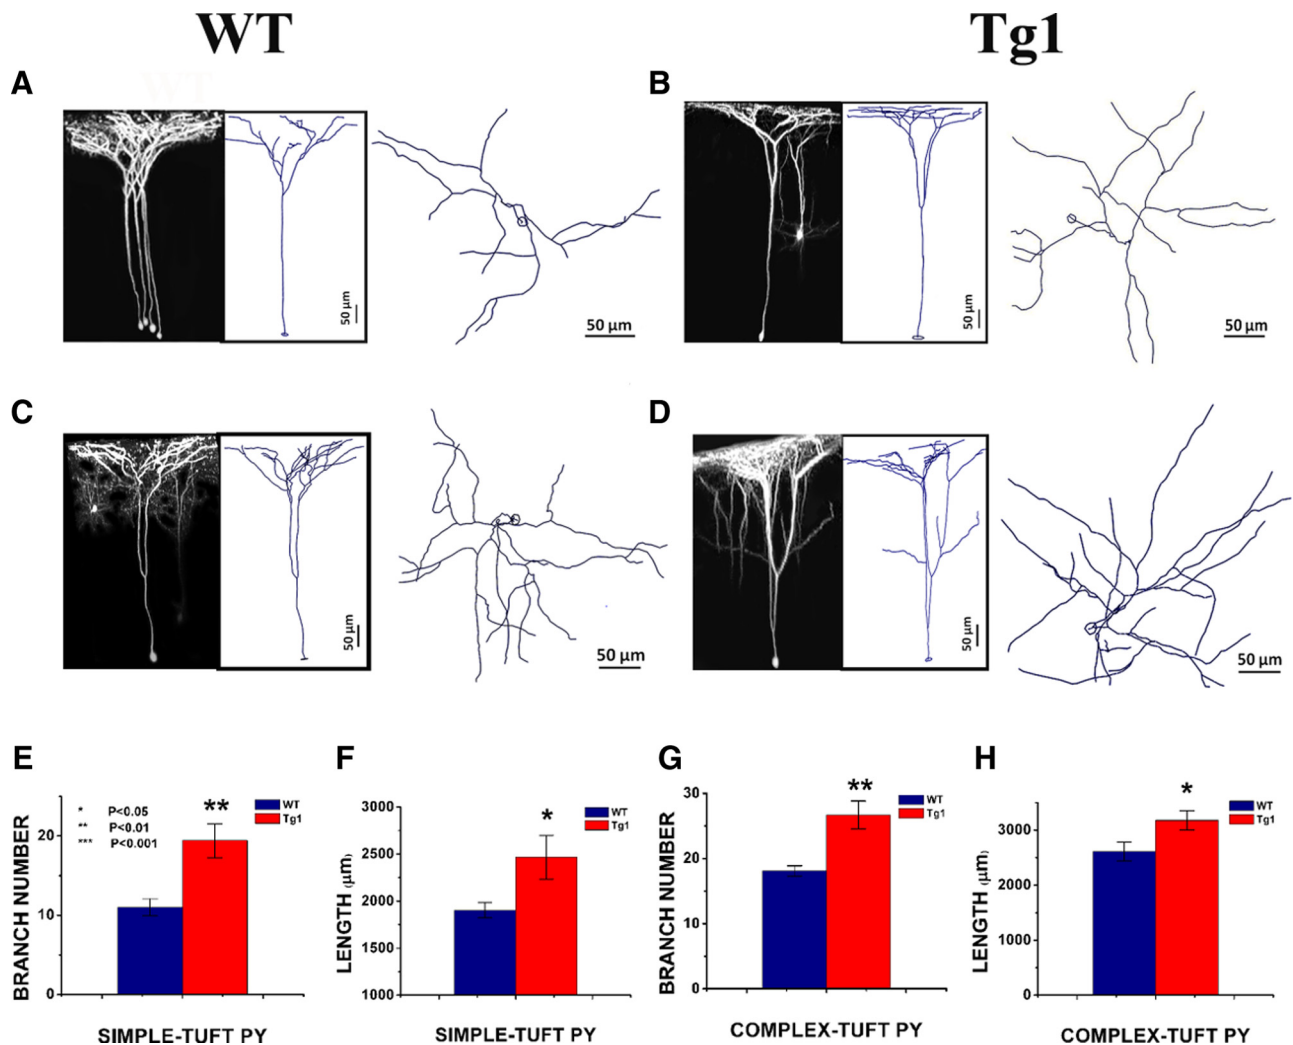 WT
Tg1
A
B
50 µm
50 µm
50 µm
50 µm
C
D
50 µm
50 µm
50 µm
50 µm
E
F
G
H
BRANCH NUMBER
20
10
0
* P<0.05
** P<0.01
*** P<0.001
**
WT
Tg1
SIMPLE-TUFT PY
LENGTH (µm)
3000
2500
2000
1500
1000
*
WT
Tg1
SIMPLE-TUFT PY
BRANCH NUMBER
30
20
10
0
**
WT
Tg1
COMPLEX-TUFT PY
LENGTH (µm)
3000
2000
1000
0
*
WT
Tg1
COMPLEX-TUFT PY